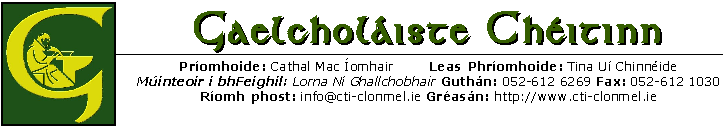 Gaelcholáiste Chéitinn
Príomhoide: Cathal Mac Íomhair Leas Phríomhoide: Tina Uí Chinnéide
Múinteoir i bhFeighil: Lorna Ní Ghallchobhair Guthán: 052-612 6269 Fax: 052-612 1030
Ríomh phost: info@cti-clonmel.ie Gréasán: http://www.cti-clonmel.ie